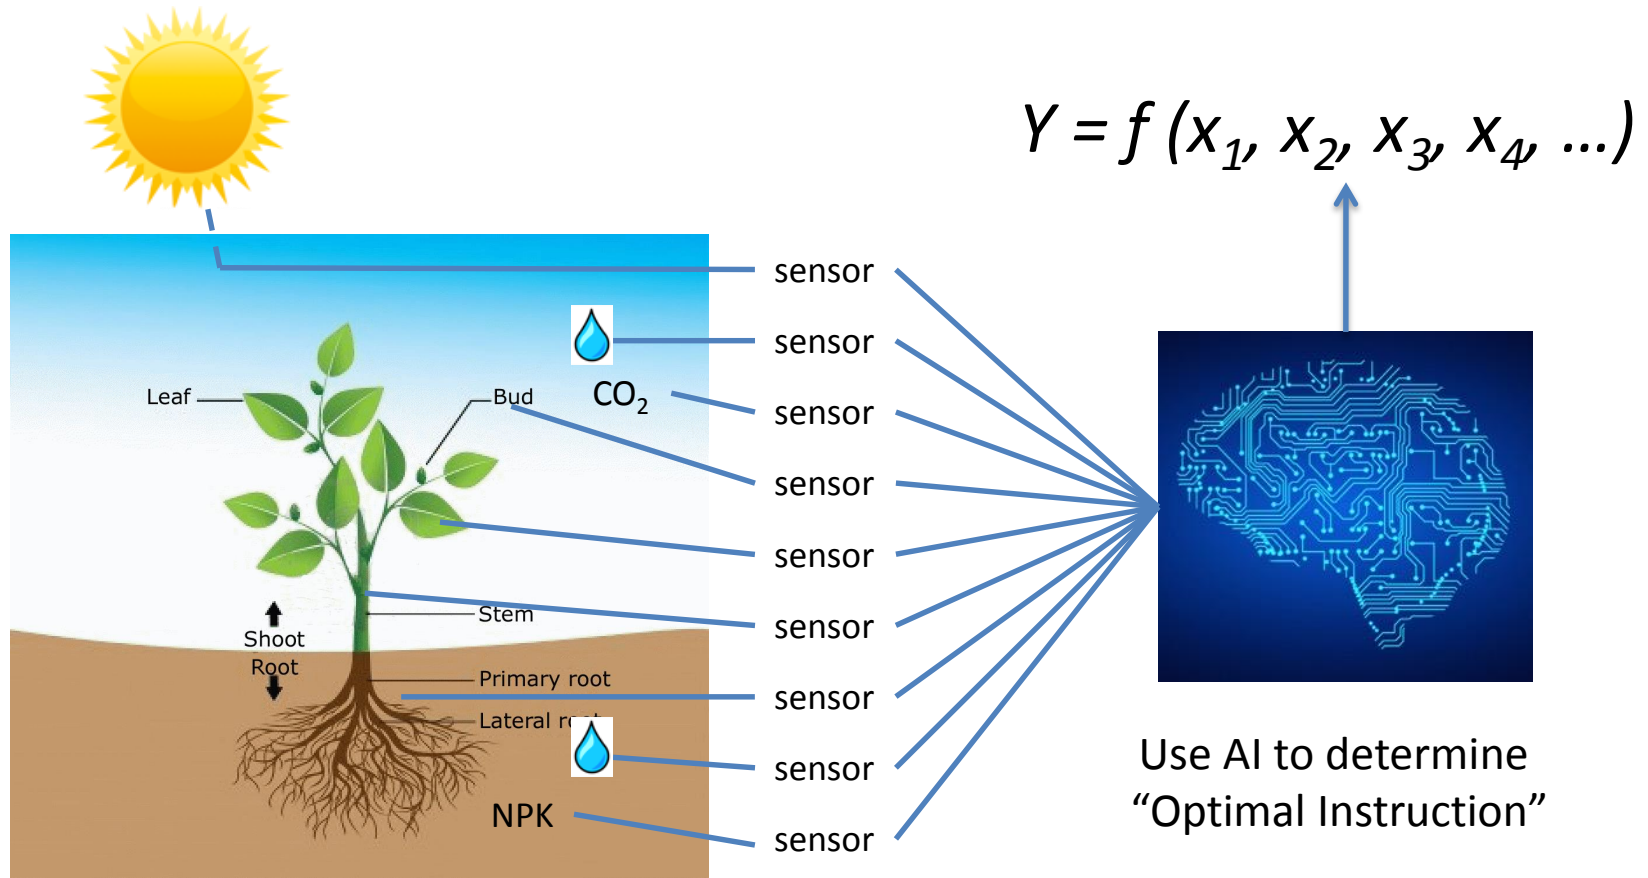 Y = f (x₁, x₂, x₃, x₄, ...)
sensor
sensor
CO₂
sensor
Leaf
Bud
sensor
sensor
Stem
sensor
Shoot
Root
Primary root
sensor
Lateral
sensor
NPK
sensor
Use AI to determine
“Optimal Instruction”